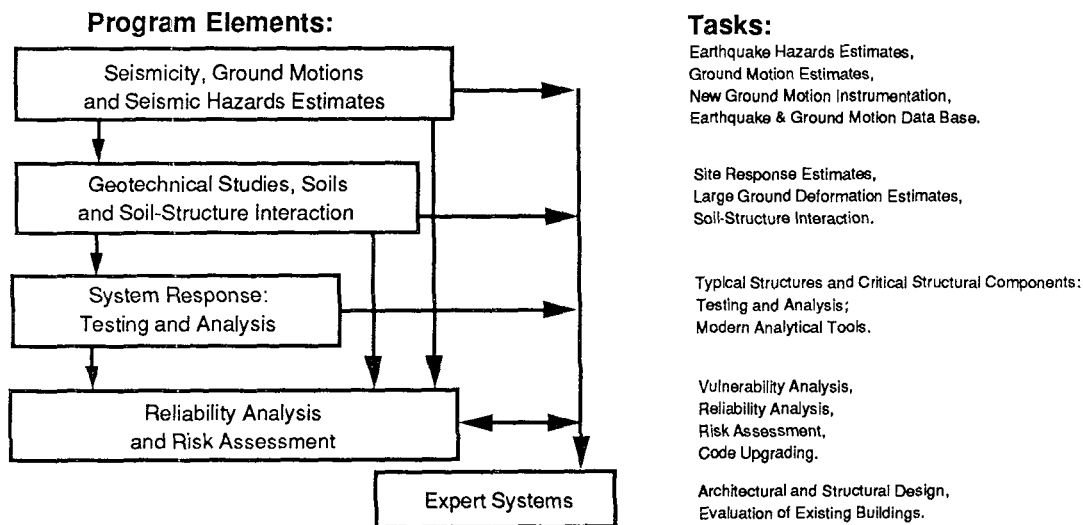 Program Elements:
Seismicity, Ground Motions
and Seismic Hazards Estimates
Geotechnical Studies, Soils
and Soil-Structure Interaction
System Response:
Testing and Analysis
Reliability Analysis
and Risk Assessment
Expert Systems
Tasks:
Earthquake Hazards Estimates,
Ground Motion Estimates,
New Ground Motion Instrumentation,
Earthquake & Ground Motion Data Base.
Site Response Estimates,
Large Ground Deformation Estimates,
Soil-Structure Interaction.
Typical Structures and Critical Structural Components:
Testing and Analysis;
Modern Analytical Tools.
Vulnerability Analysis,
Reliability Analysis,
Risk Assessment,
Code Upgrading.
Architectural and Structural Design,
Evaluation of Existing Buildings.